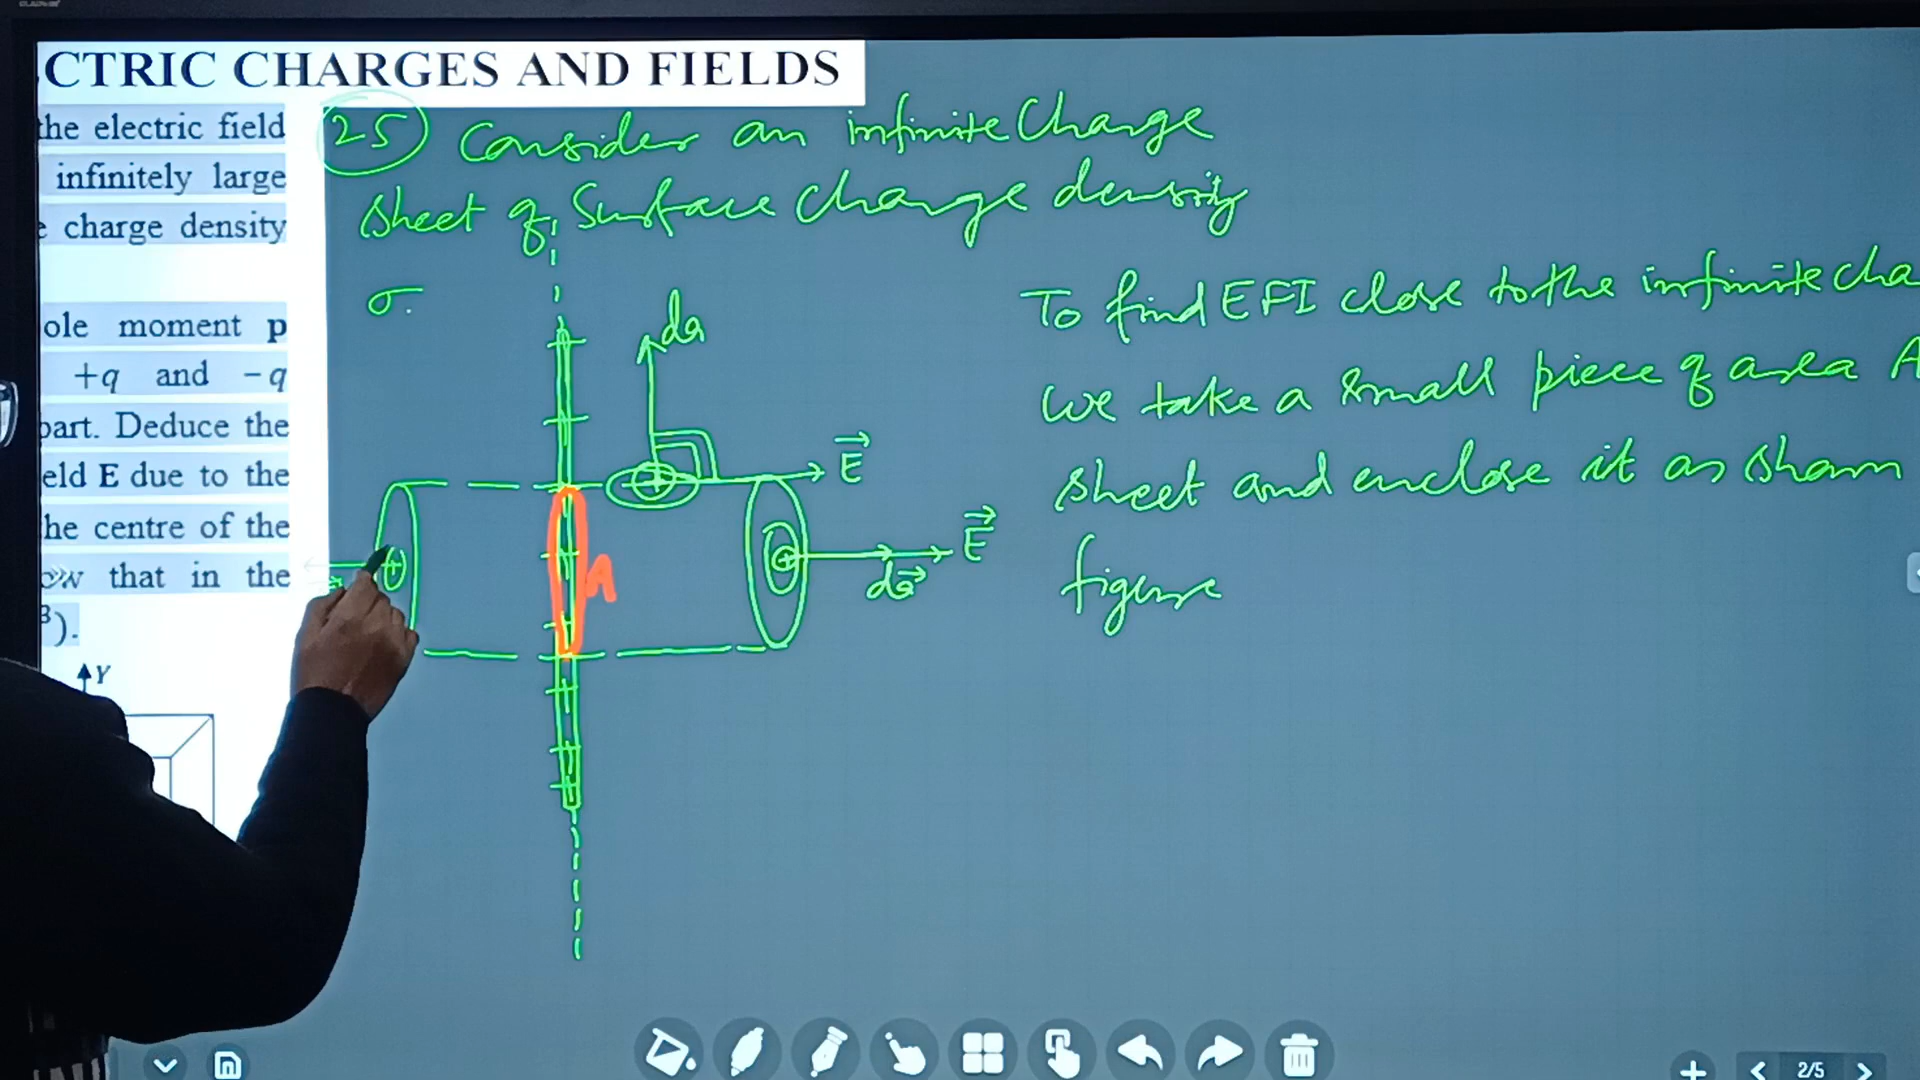 CTRIC CHARGES AND FIELDS
the electric field
infinitely large
e charge density
ole moment p
+q and -q
part. Deduce the
eld E due to the
he centre of the
ow that in the
3).
Y
25 Consider an infinite Charge
sheet of Surface charge density
σ.
da
E
E
da
A
To find EFI close to the infinite cha
we take a small piece of area A
sheet and enclose it as shown
figure
2/5